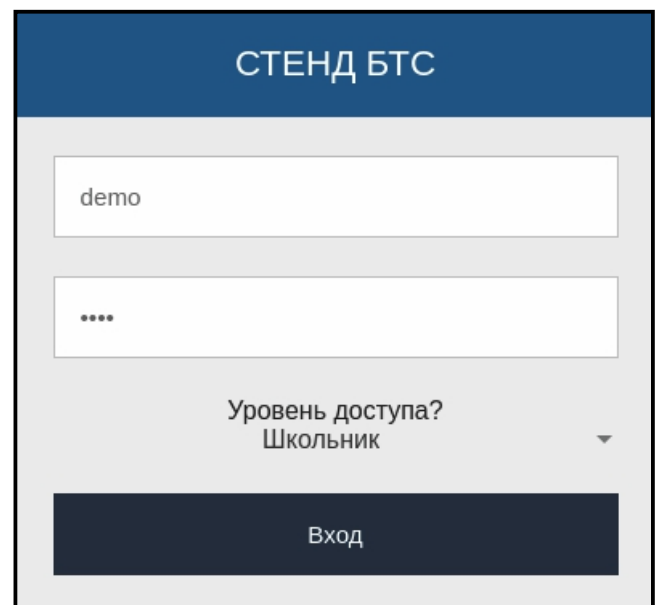 СТЕНД БТС
demo
••••
Уровень доступа?
Школьник
Вход